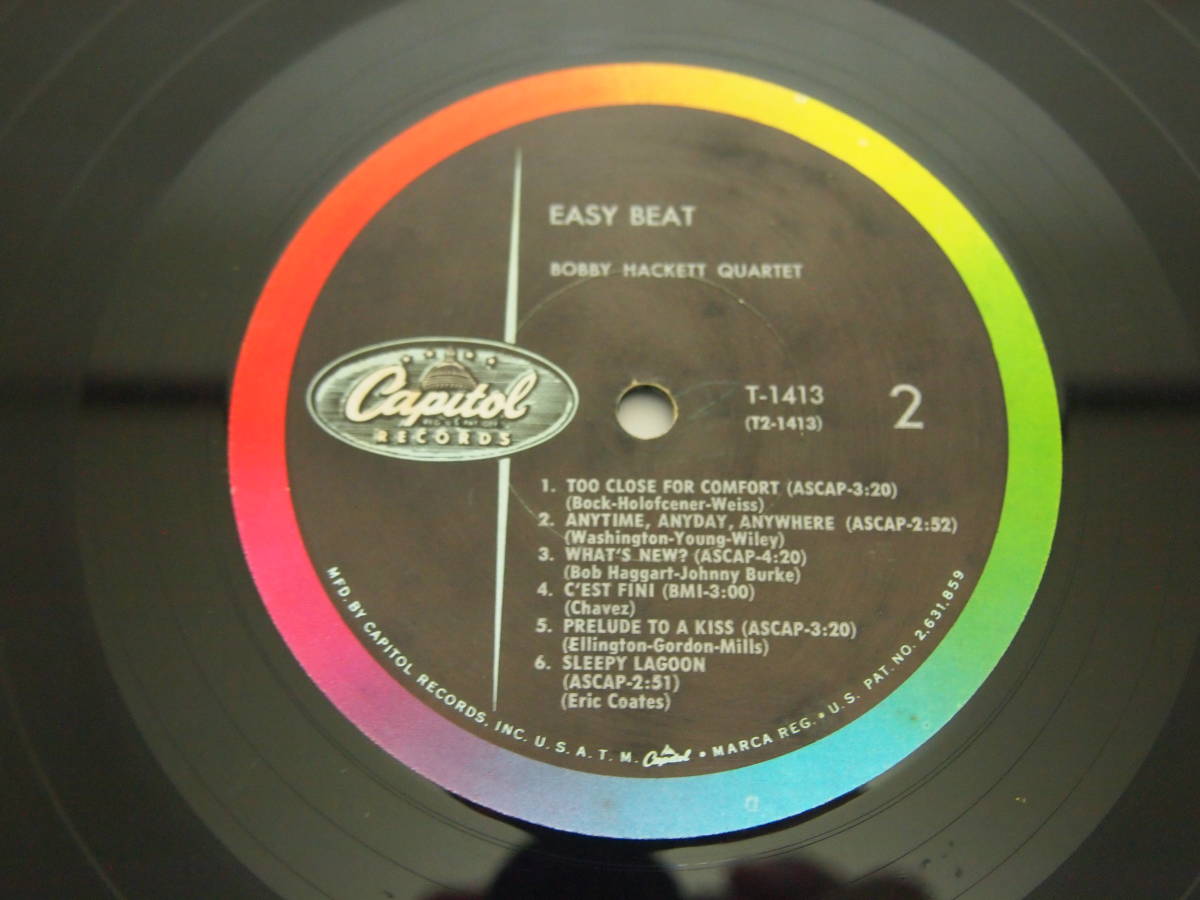 EASY BEAT
BOBBY HACKETT QUARTET
Capitol
REG. U.S. PAT. OFF.
RECORDS
T-1413
(T2-1413)
2
1. TOO CLOSE FOR COMFORT (ASCAP-3:20)
(Bock-Holofcener-Weiss)
2. ANYTIME, ANYDAY, ANYWHERE (ASCAP-2:52)
(Washington-Young-Wiley)
3. WHAT'S NEW? (ASCAP-4:20)
(Bob Haggart-Johnny Burke)
4. C'EST FINI (BMI-3:00)
(Chavez)
5. PRELUDE TO A KISS (ASCAP-3:20)
(Ellington-Gordon-Mills)
6. SLEEPY LAGOON
(ASCAP-2:51)
(Eric Coates)
MFD. BY CAPITOL RECORDS, INC. U. S. A. T. M. Capitol • MARCA REG. • U. S. PAT. NO. 2,631,859